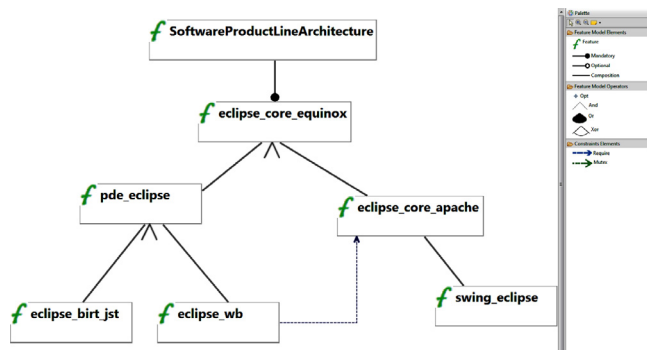 SoftwareProductLineArchitecture
eclipse_core_equinox
pde_eclipse
eclipse_core_apache
eclipse_birt_jst
eclipse_wb
swing_eclipse
Palette
Feature Model Elements
Feature
Mandatory
Optional
Composition
Feature Model Operators
Opt
And
Or
Xor
Constraints Elements
Require
Mutex